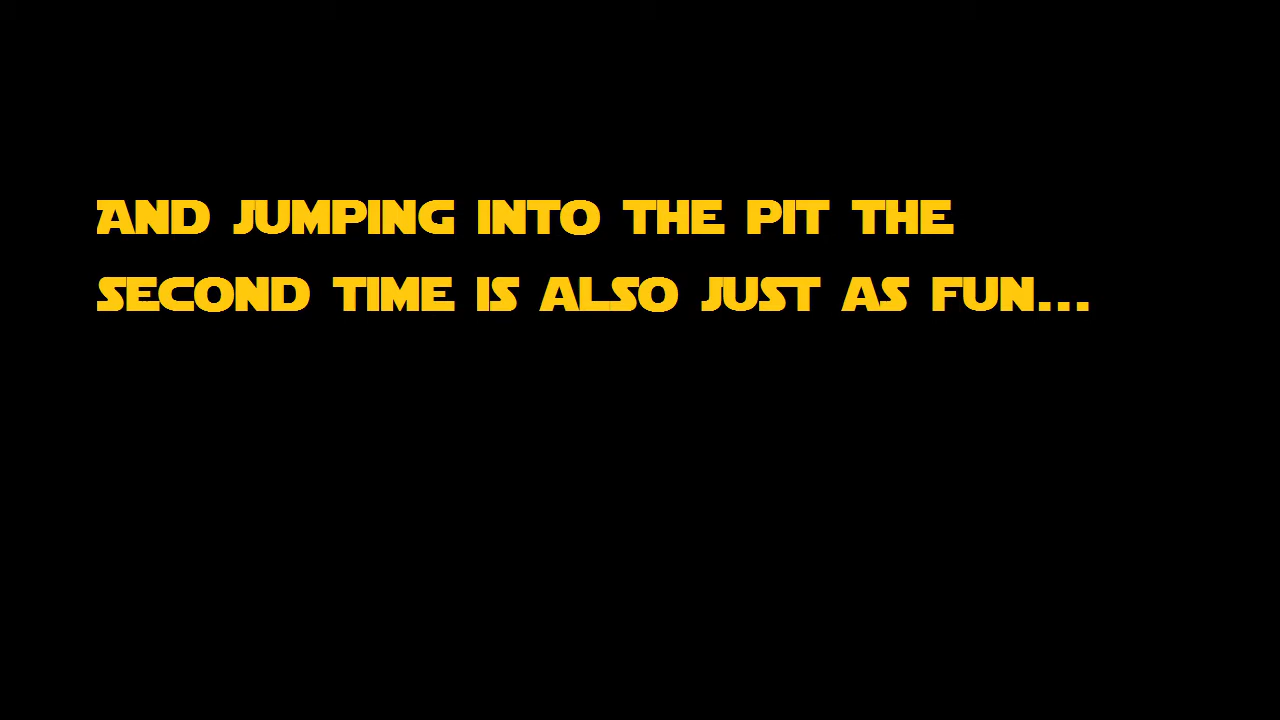 AND JUMPING INTO THE PIT THE
SECOND TIME IS ALSO JUST AS FUN...